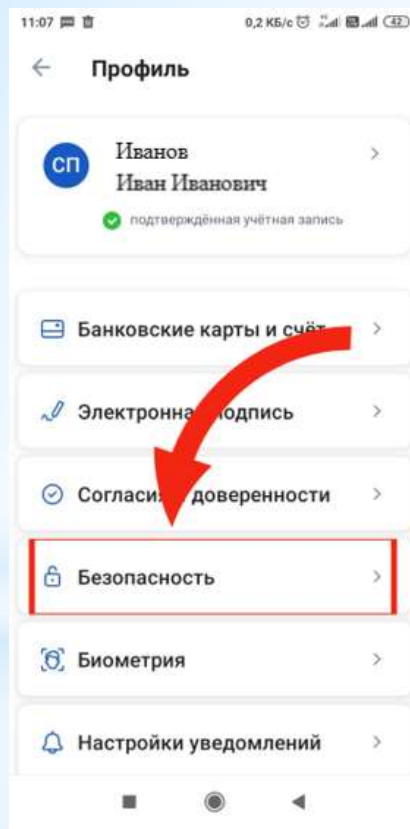 11:07 0,2 КБ/с 42
Профиль
СП
Иванов
Иван Иванович
подтверждённая учётная запись
Банковские карты и счёт
Электронная подпись
Согласия доверенности
Безопасность
Биометрия
Настройки уведомлений